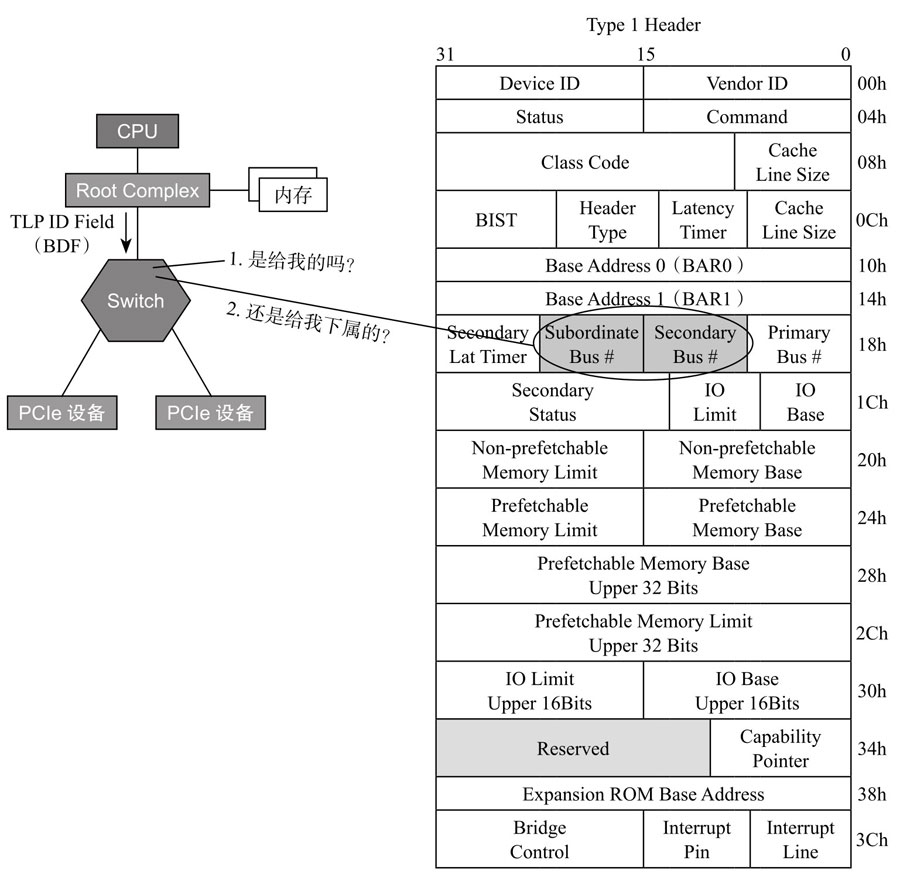 CPU
Root Complex
内存
TLP ID Field
（BDF）
1. 是给我的吗?
Switch
2. 还是给我下属的?
PCIe 设备
PCIe 设备
Type 1 Header
31
15
0
Device ID
Vendor ID
00h
Status
Command
04h
Class Code
Cache
Line Size
08h
BIST
Header
Type
Latency
Timer
Cache
Line Size
0Ch
Base Address 0（BAR0）
10h
Base Address 1（BAR1）
14h
Secondary
Lat Timer
Subordinate
Bus #
Secondary
Bus #
Primary
Bus #
18h
Secondary
Status
IO
Limit
IO
Base
1Ch
Non-prefetchable
Memory Limit
Non-prefetchable
Memory Base
20h
Prefetchable
Memory Limit
Prefetchable
Memory Base
24h
Prefetchable Memory Base
Upper 32 Bits
28h
Prefetchable Memory Limit
Upper 32 Bits
2Ch
IO Limit
Upper 16Bits
IO Base
Upper 16Bits
30h
Reserved
Capability
Pointer
34h
Expansion ROM Base Address
38h
Bridge
Control
Interrupt
Pin
Interrupt
Line
3Ch